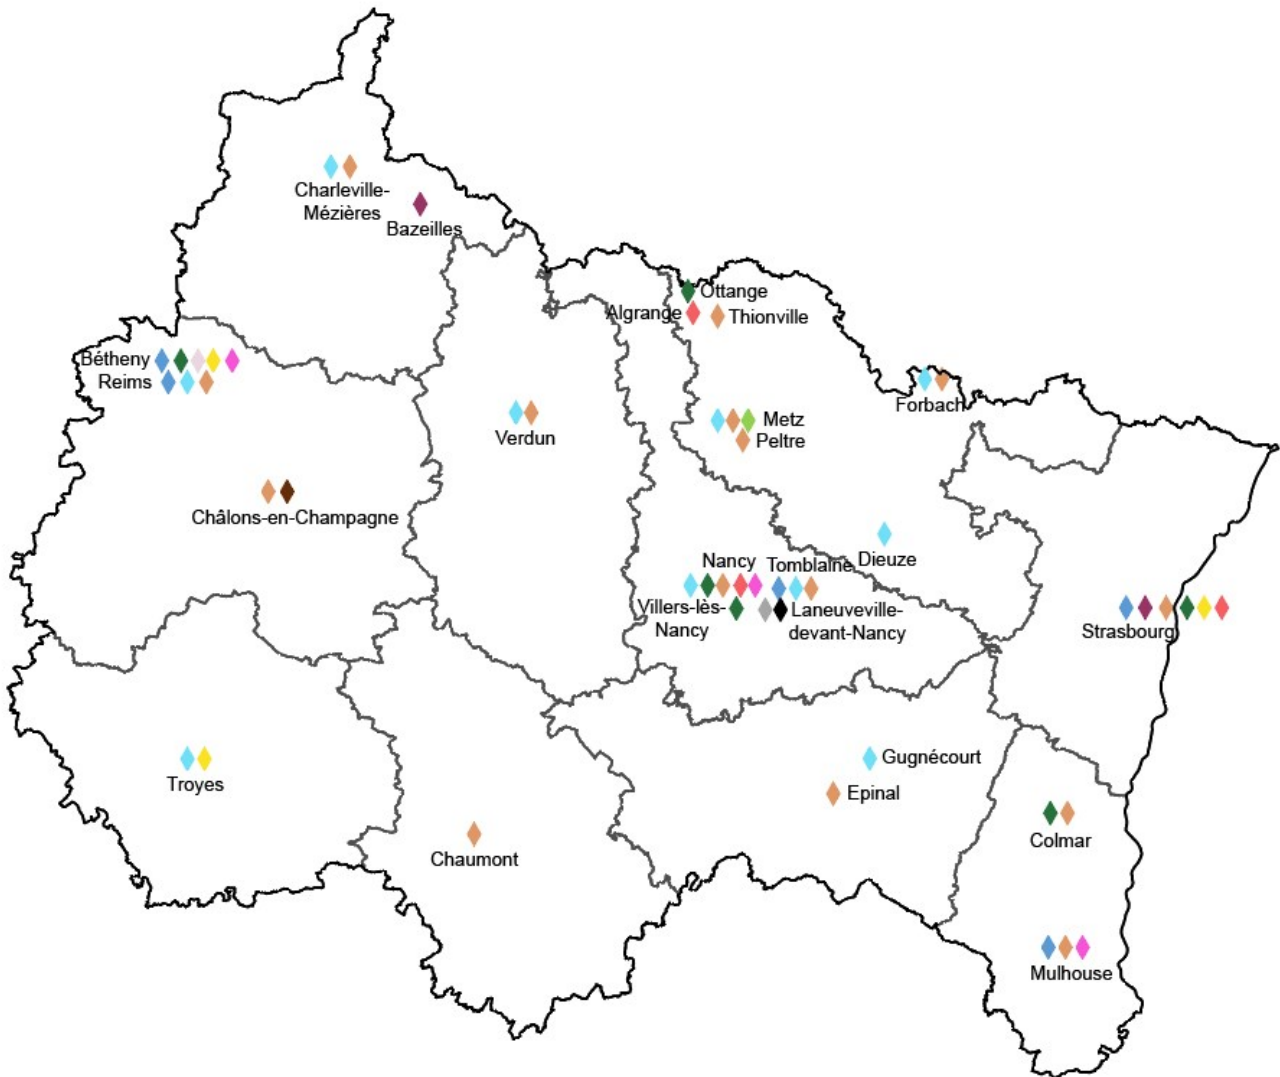 Charleville-
Mézières
Bazeilles
Ottange
Algrange
Thionville
Bétheny
Reims
Forbach
Verdun
Metz
Peltre
Châlons-en-Champagne
Nancy
Tomblaine
Dieuze
Villers-lès-
Nancy
Laneuveville-
devant-Nancy
Strasbourg
Troyes
Gugnécourt
Epinal
Chaumont
Colmar
Mulhouse